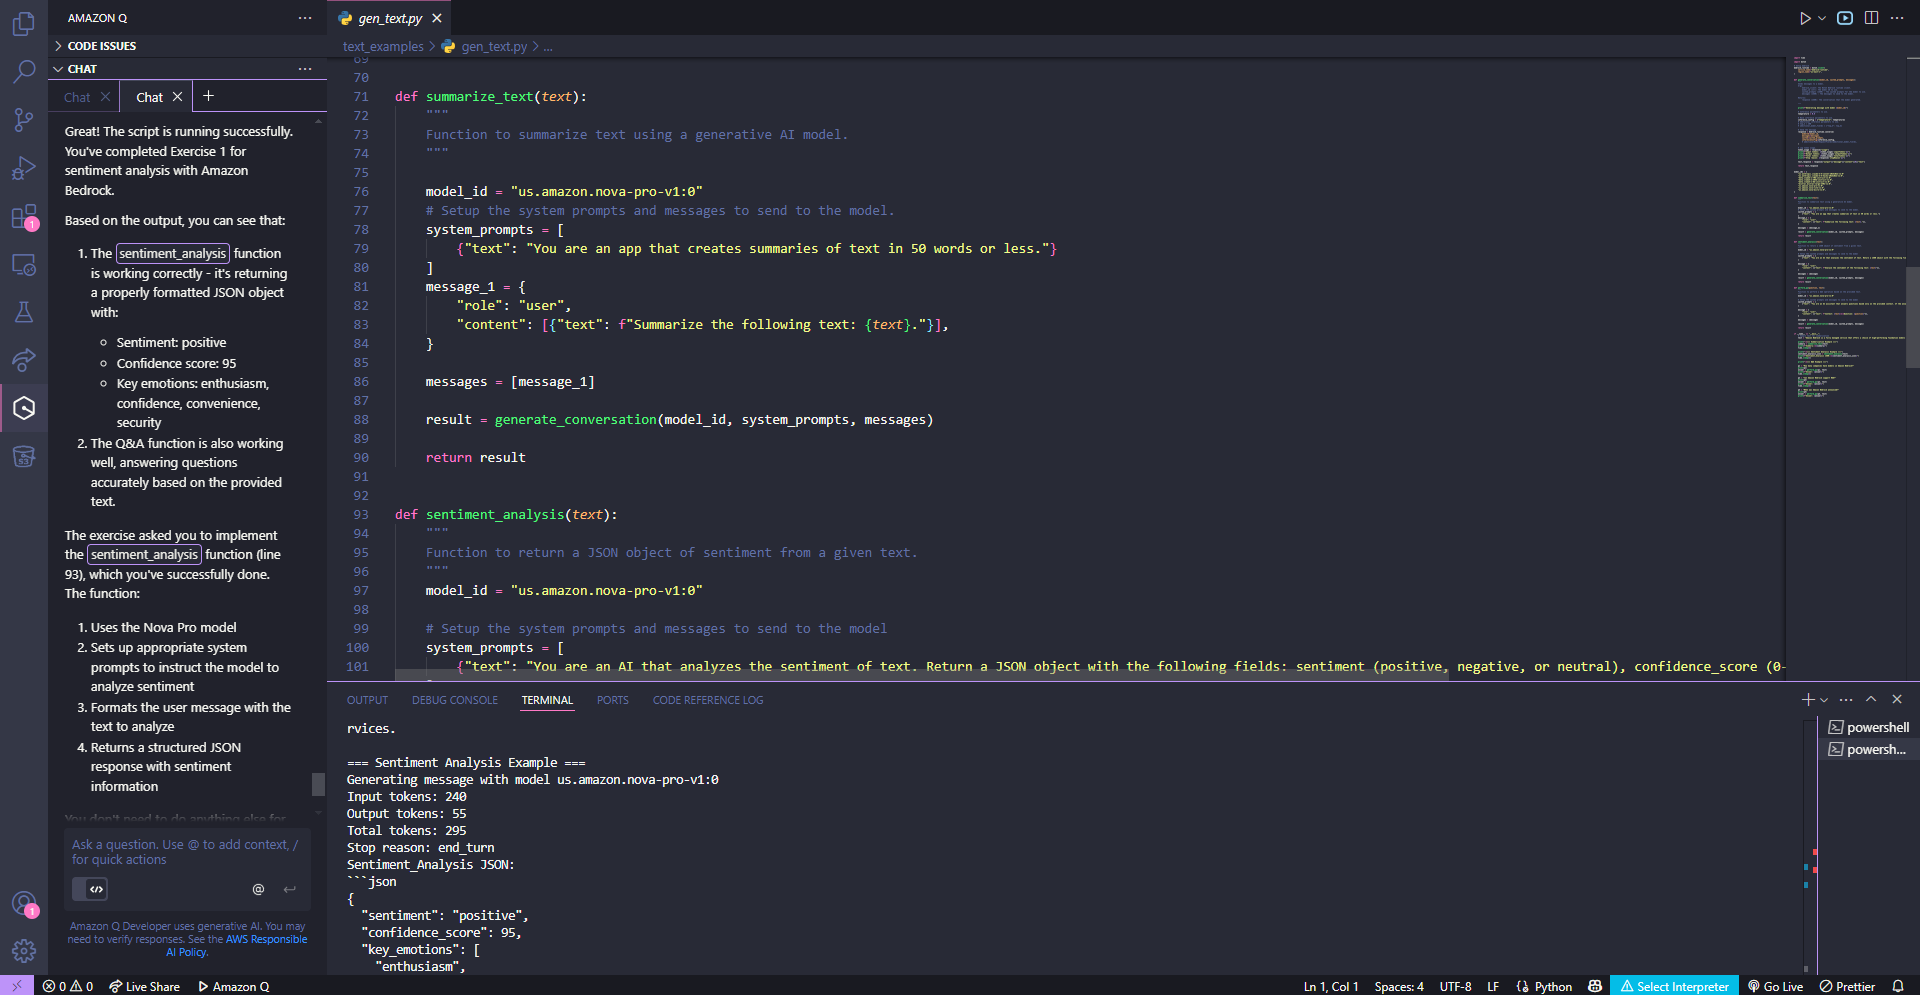 AMAZON Q
CODE ISSUES
CHAT
Chat
Chat
Great! The script is running successfully.
You've completed Exercise 1 for
sentiment analysis with Amazon
Bedrock.
Based on the output, you can see that:
1. The sentiment_analysis function
is working correctly - it's returning
a properly formatted JSON object
with:
Sentiment: positive
Confidence score: 95
Key emotions: enthusiasm,
confidence, convenience,
security
2. The Q&A function is also working
well, answering questions
accurately based on the provided
text.
The exercise asked you to implement
the sentiment_analysis function (line
93), which you've successfully done.
The function:
1. Uses the Nova Pro model
2. Sets up appropriate system
prompts to instruct the model to
analyze sentiment
3. Formats the user message with the
text to analyze
4. Returns a structured JSON
response with sentiment
information
You don't need to do anything else for
Ask a question. Use @ to add context, /
for quick actions
Amazon Q Developer uses generative AI. You may
need to verify responses. See the AWS Responsible
AI Policy.
gen_text.py
text_examples > gen_text.py > ...
69
70
71 def summarize_text(text):
72 """
73 Function to summarize text using a generative AI model.
74 """
75
76 model_id = "us.amazon.nova-pro-v1:0"
77 # Setup the system prompts and messages to send to the model.
78 system_prompts = [
79 {"text": "You are an app that creates summaries of text in 50 words or less."}
80 ]
81 message_1 = {
82 "role": "user",
83 "content": [{"text": f"Summarize the following text: {text}."}],
84 }
85
86 messages = [message_1]
87
88 result = generate_conversation(model_id, system_prompts, messages)
89
90 return result
91
92
93 def sentiment_analysis(text):
94 """
95 Function to return a JSON object of sentiment from a given text.
96 """
97 model_id = "us.amazon.nova-pro-v1:0"
98
99 # Setup the system prompts and messages to send to the model
100 system_prompts = [
101 {"text": "You are an AI that analyzes the sentiment of text. Return a JSON object with the following fields: sentiment (positive, negative, or neutral), confidence_score (0-
OUTPUT DEBUG CONSOLE TERMINAL PORTS CODE REFERENCE LOG
rvices.
=== Sentiment Analysis Example ===
Generating message with model us.amazon.nova-pro-v1:0
Input tokens: 240
Output tokens: 55
Total tokens: 295
Stop reason: end_turn
Sentiment_Analysis JSON:
```json
{
"sentiment": "positive",
"confidence_score": 95,
"key_emotions": [
"enthusiasm",
powershell
powersh...
1
1
S3
0 0 Live Share Amazon Q
Ln 1, Col 1 Spaces: 4 UTF-8 LF Python Select Interpreter Go Live Prettier